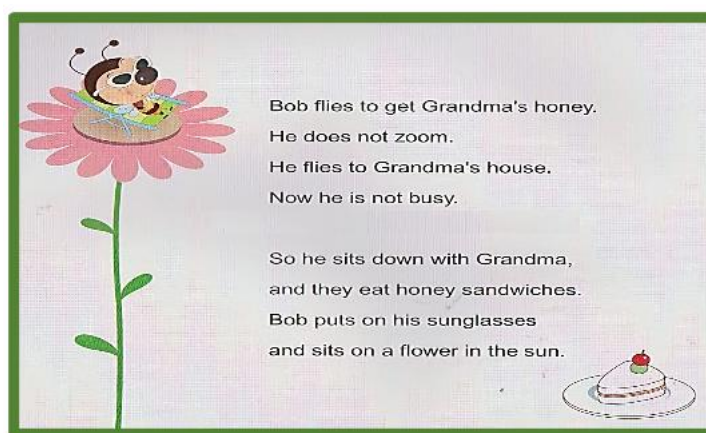 Bob flies to get Grandma's honey.
He does not zoom.
He flies to Grandma's house.
Now he is not busy.
So he sits down with Grandma,
and they eat honey sandwiches.
Bob puts on his sunglasses
and sits on a flower in the sun.